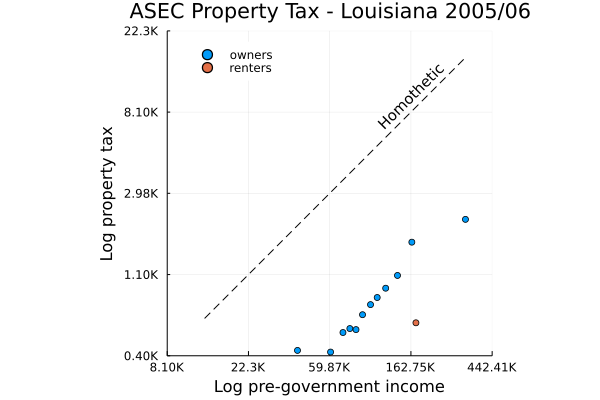 ASEC Property Tax - Louisiana 2005/06
22.3K
owners
renters
Homothetic
8.10K
2.98K
1.10K
0.40K
Log property tax
8.10K 22.3K 59.87K 162.75K 442.41K
Log pre-government income